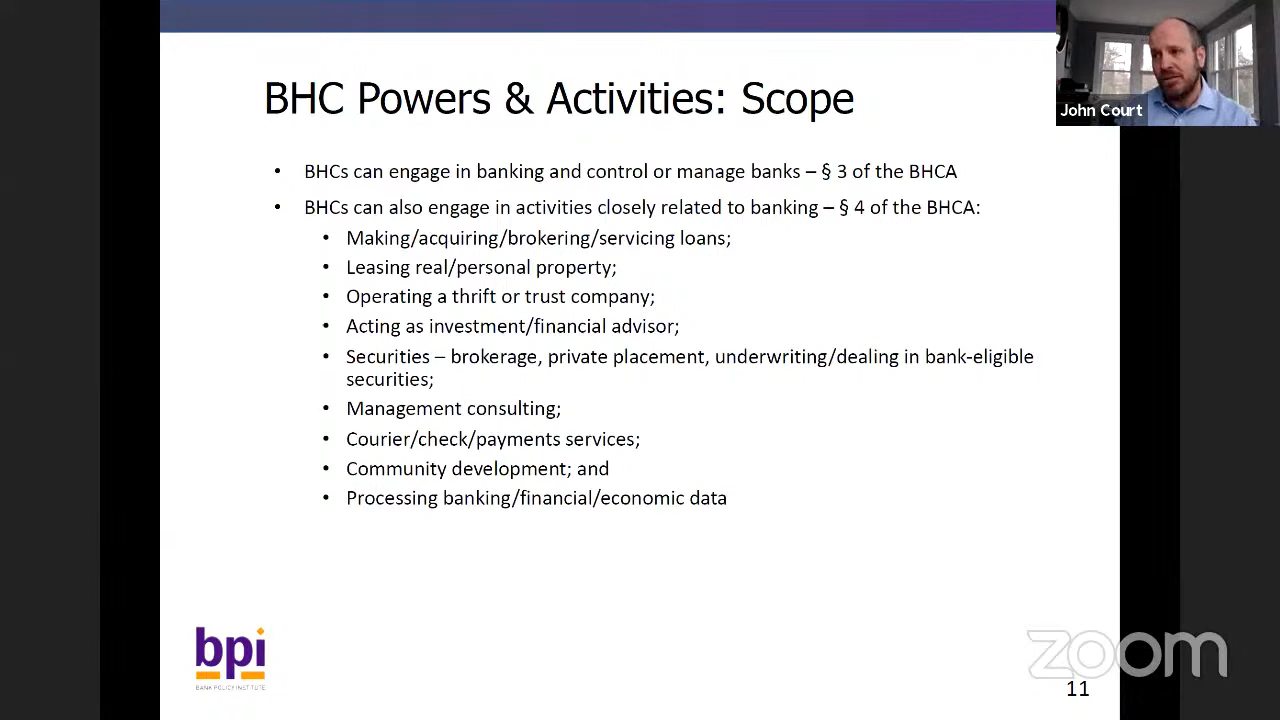 BHC Powers & Activities: Scope
John Court
• BHCs can engage in banking and control or manage banks – § 3 of the BHCA
• BHCs can also engage in activities closely related to banking – § 4 of the BHCA:
• Making/acquiring/brokering/servicing loans;
• Leasing real/personal property;
• Operating a thrift or trust company;
• Acting as investment/financial advisor;
• Securities – brokerage, private placement, underwriting/dealing in bank-eligible
securities;
• Management consulting;
• Courier/check/payments services;
• Community development; and
• Processing banking/financial/economic data
bpi
BANK POLICY INSTITUTE
zoom
11